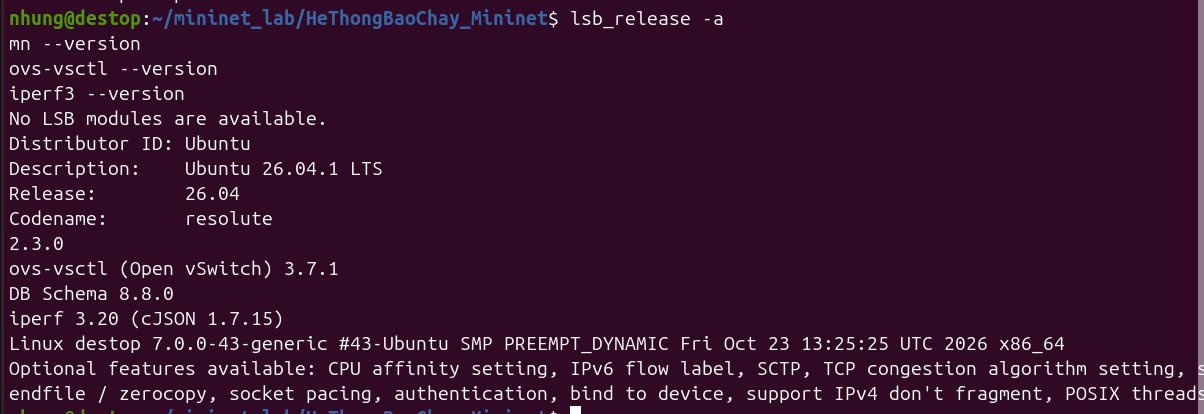 nhung@destop:~/mininet_lab/HeThongBaoChay_Mininet$ lsb_release -a
mn --version
ovs-vsctl --version
iperf3 --version
No LSB modules are available.
Distributor ID: Ubuntu
Description:    Ubuntu 26.04.1 LTS
Release:        26.04
Codename:       resolute
2.3.0
ovs-vsctl (Open vSwitch) 3.7.1
DB Schema 8.8.0
iperf 3.20 (cJSON 1.7.15)
Linux destop 7.0.0-43-generic #43-Ubuntu SMP PREEMPT_DYNAMIC Fri Oct 23 13:25:25 UTC 2026 x86_64
Optional features available: CPU affinity setting, IPv6 flow label, SCTP, TCP congestion algorithm setting, s
endfile / zerocopy, socket pacing, authentication, bind to device, support IPv4 don't fragment, POSIX threads
nhung@destop:~/mininet_lab/HeThongBaoChay_Mininet$